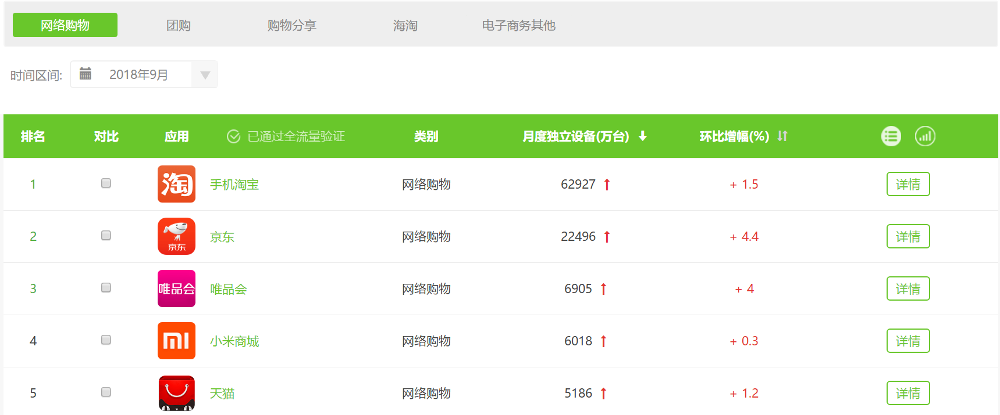 网络购物 团购 购物分享 海淘 电子商务其他
时间区间: 2018年9月
排名 对比 应用 已通过全流量验证 类别 月度独立设备(万台) 环比增幅(%)
1 淘 手机淘宝 网络购物 62927 + 1.5 详情
2 京东 京东 网络购物 22496 + 4.4 详情
3 唯品会 唯品会 网络购物 6905 + 4 详情
4 mi 小米商城 网络购物 6018 + 0.3 详情
5 天猫 网络购物 5186 + 1.2 详情